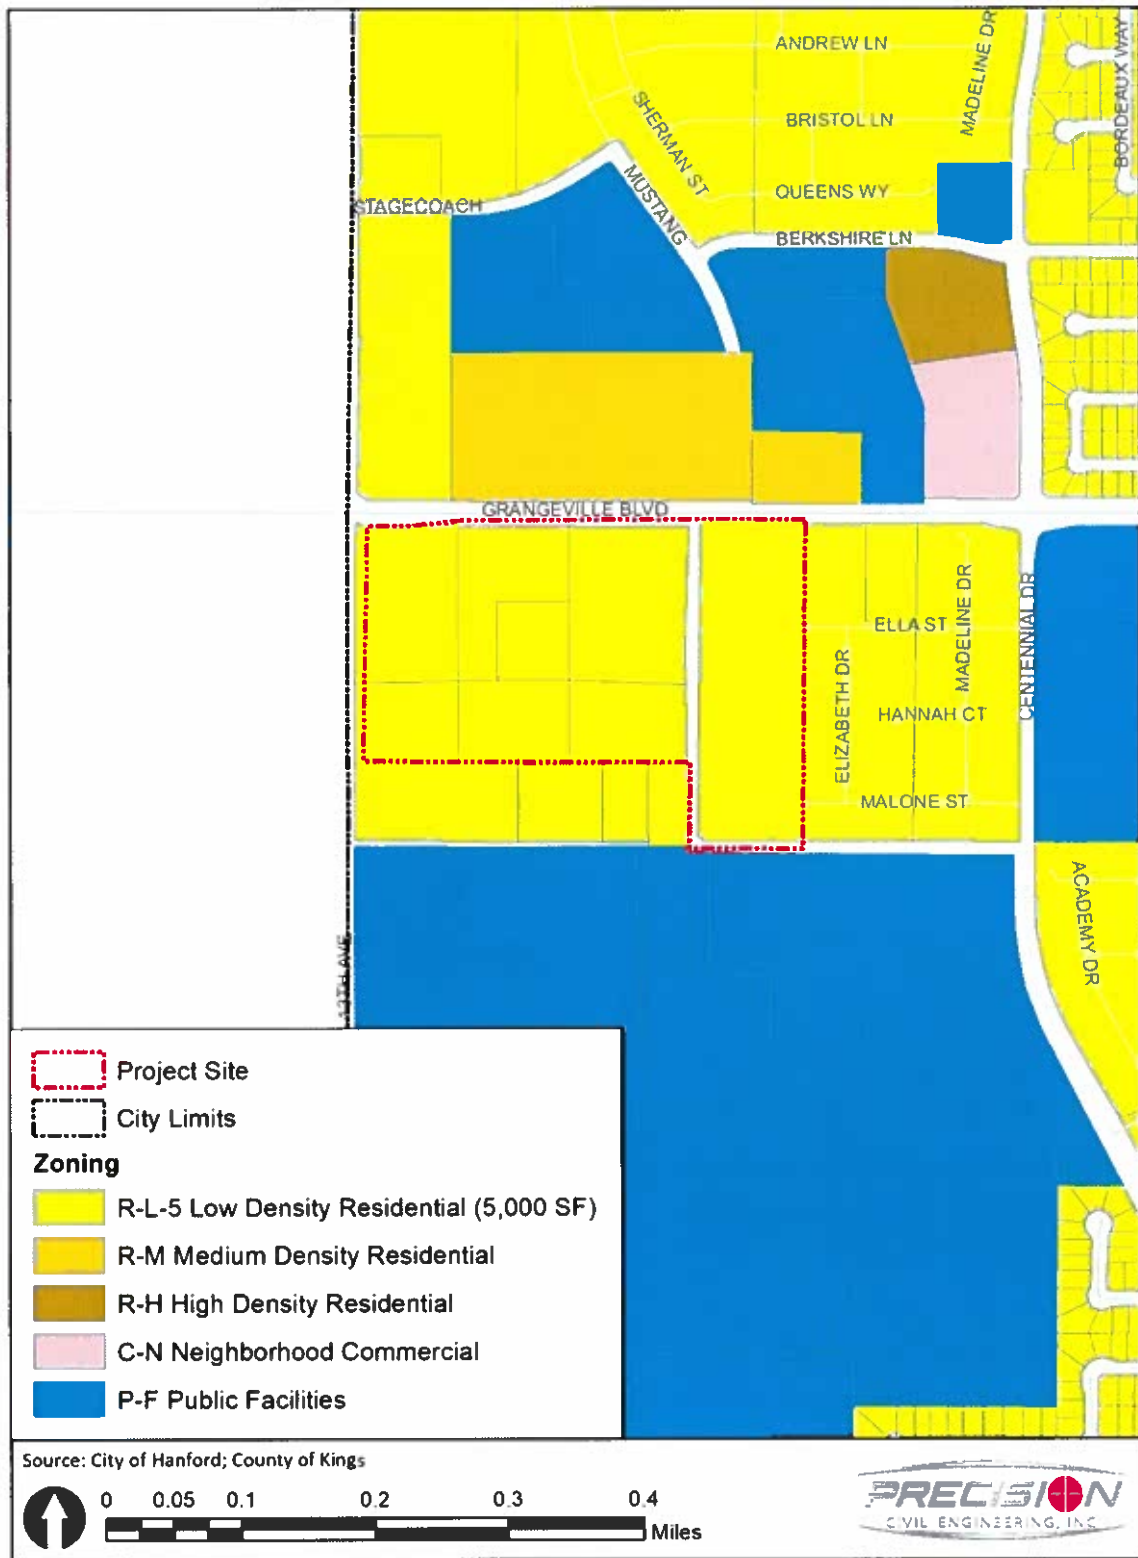 ANDREW LN
MADELINE DR
BORDEAUX WAY
SHERMAN ST
BRISTOL LN
MUSTANG
QUEENS WY
STAGECOACH
BERKSHIRE LN
GRANGEVILLE BLVD
ELLA ST
MADELINE DR
CENTENNIAL DR
ELIZABETH DR
HANNAH CT
MALONE ST
ACADEMY DR
13TH AVE
Project Site
City Limits
Zoning
R-L-5 Low Density Residential (5,000 SF)
R-M Medium Density Residential
R-H High Density Residential
C-N Neighborhood Commercial
P-F Public Facilities
Source: City of Hanford; County of Kings
0 0.05 0.1 0.2 0.3 0.4
Miles
PRECISION
CIVIL ENGINEERING, INC